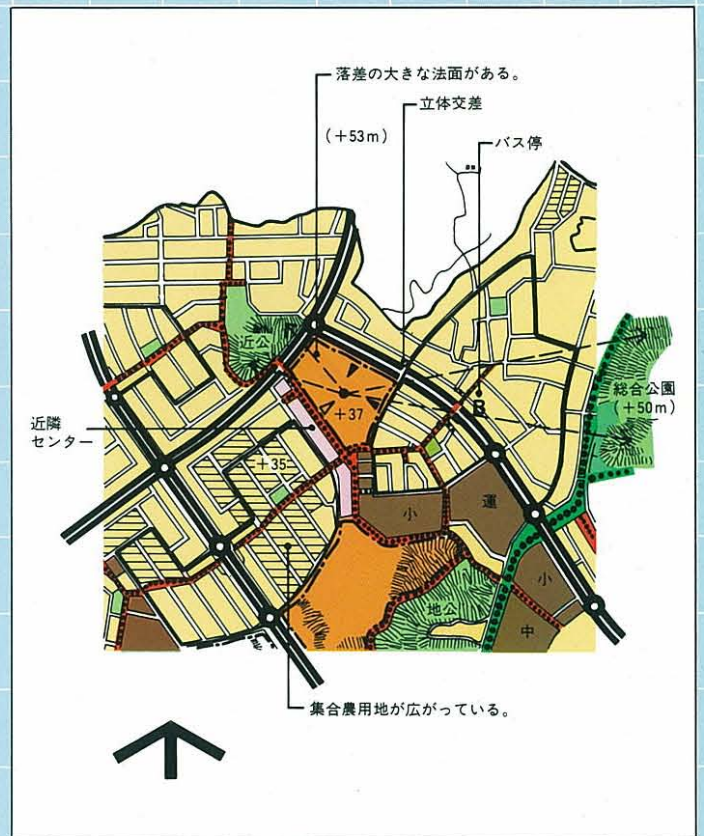 落差の大きな法面がある。
立体交差
(+53m)
バス停
近公
総合公園
(+50m)
+37
B
近隣
センター
+35
小
運
小
地公
中
集合農用地が広がっている。